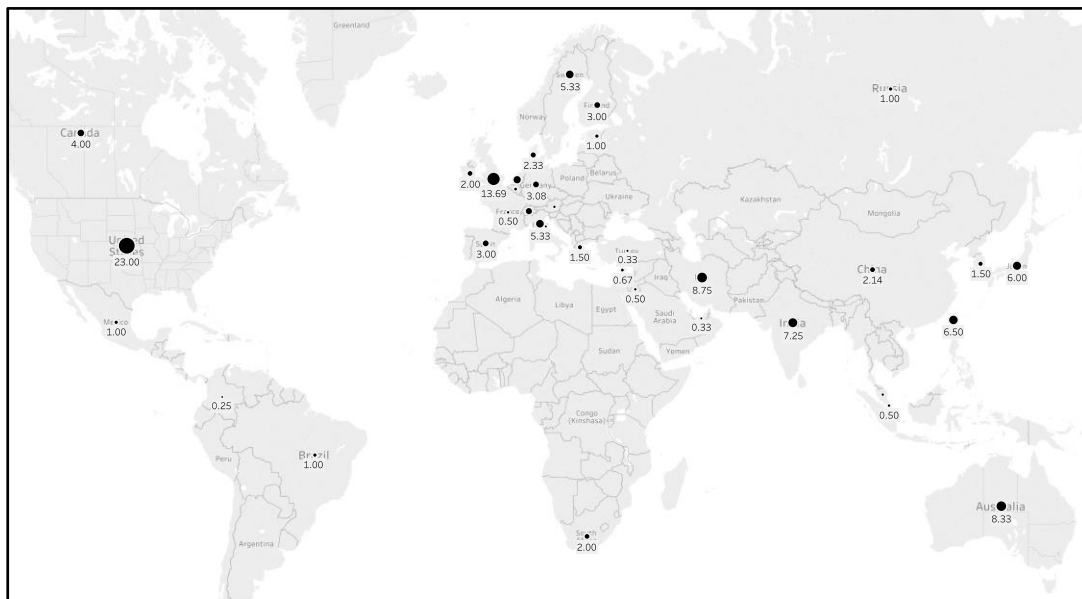 Greenland
Sweden
5.33
Russia
1.00
Finland
3.00
Norway
Canada
4.00
1.00
2.33
2.00
13.69
Germany
3.08
Poland
Belarus
Ukraine
Kazakhstan
Mongolia
France
0.50
5.33
United
States
23.00
Spain
3.00
1.50
Turkey
0.33
0.67
0.50
Iraq
8.75
China
2.14
1.50
Japan
6.00
Algeria
Libya
Egypt
Saudi
Arabia
0.33
Pakistan
India
7.25
6.50
Mexico
1.00
Sudan
Yemen
0.25
0.50
Congo
(Kinshasa)
Peru
Brazil
1.00
Australia
8.33
South
2.00
Argentina